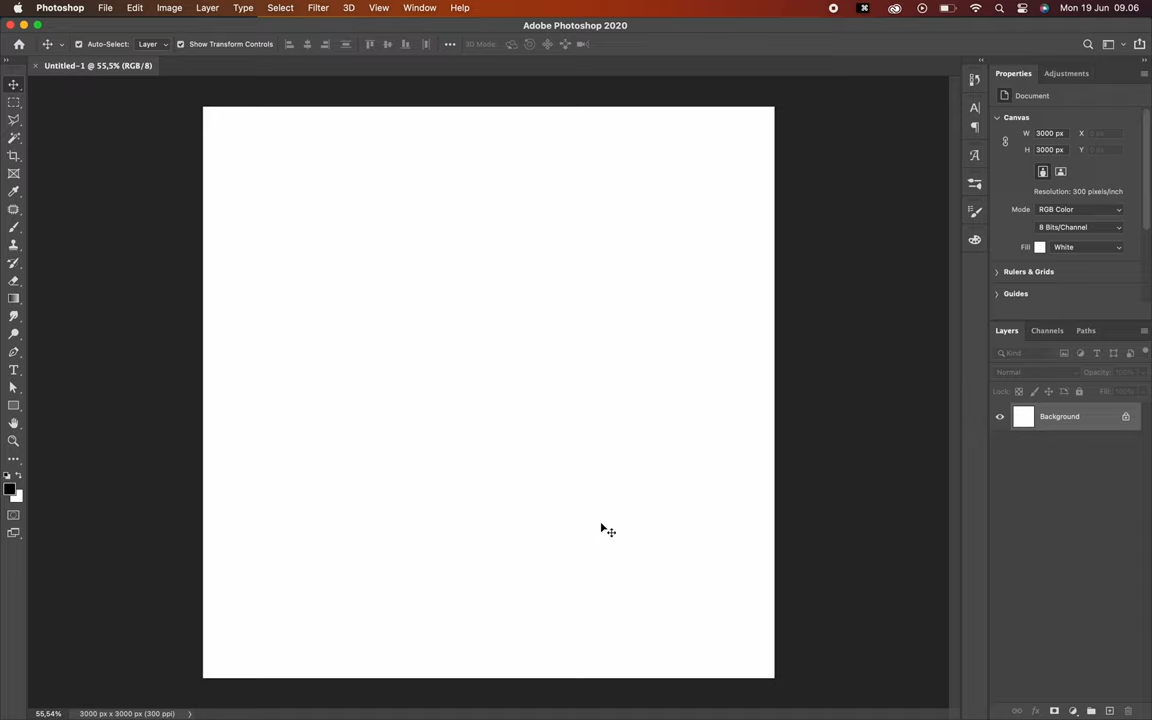 Photoshop File Edit Image Layer Type Select Filter 3D View Window Help Mon 19 Jun 09.06
Adobe Photoshop 2020
Auto-Select: Layer Show Transform Controls 3D Mode:
Untitled-1 @ 55,5% (RGB/8)
Properties Adjustments
Document
Canvas
W 3000 px X
H 3000 px Y
Resolution: 300 pixels/inch
Mode RGB Color
8 Bits/Channel
Fill White
Rulers & Grids
Guides
Layers Channels Paths
Kind
Normal Opacity: 100%
Lock: Fill: 100%
Background
55,54% 3000 px x 3000 px (300 ppi)